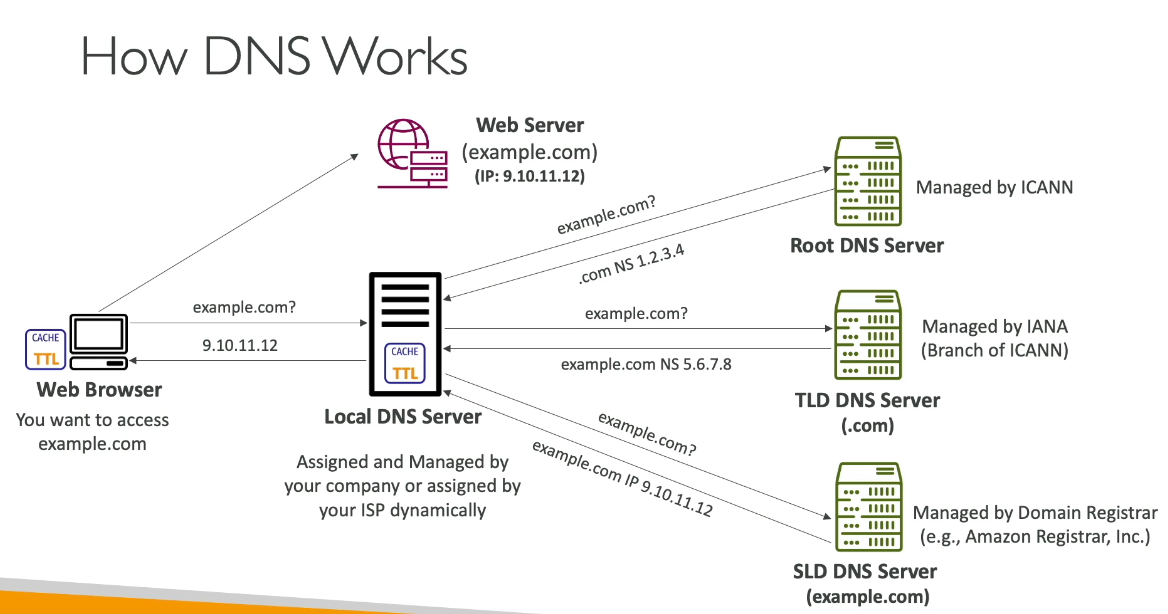 How DNS Works
Web Server
(example.com)
(IP: 9.10.11.12)
example.com?
.com NS 1.2.3.4
Managed by ICANN
Root DNS Server
example.com?
9.10.11.12
CACHE
TTL
Web Browser
You want to access
example.com
CACHE
TTL
Local DNS Server
Assigned and Managed by
your company or assigned by
your ISP dynamically
example.com?
example.com NS 5.6.7.8
Managed by IANA
(Branch of ICANN)
TLD DNS Server
(.com)
example.com?
example.com IP 9.10.11.12
Managed by Domain Registrar
(e.g., Amazon Registrar, Inc.)
SLD DNS Server
(example.com)